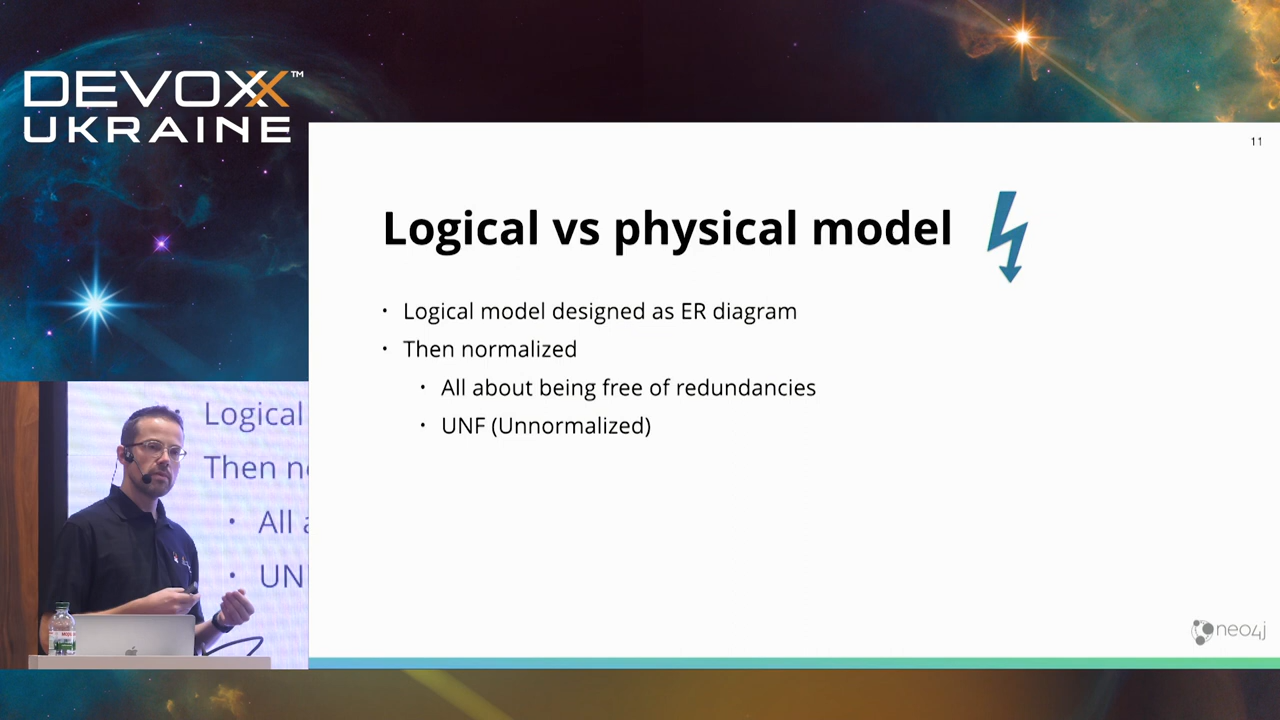 DEVOXX™
UKRAINE
11
Logical vs physical model
• Logical model designed as ER diagram
• Then normalized
• All about being free of redundancies
• UNF (Unnormalized)
Logical
Then n
• All a
• UN
neo4j